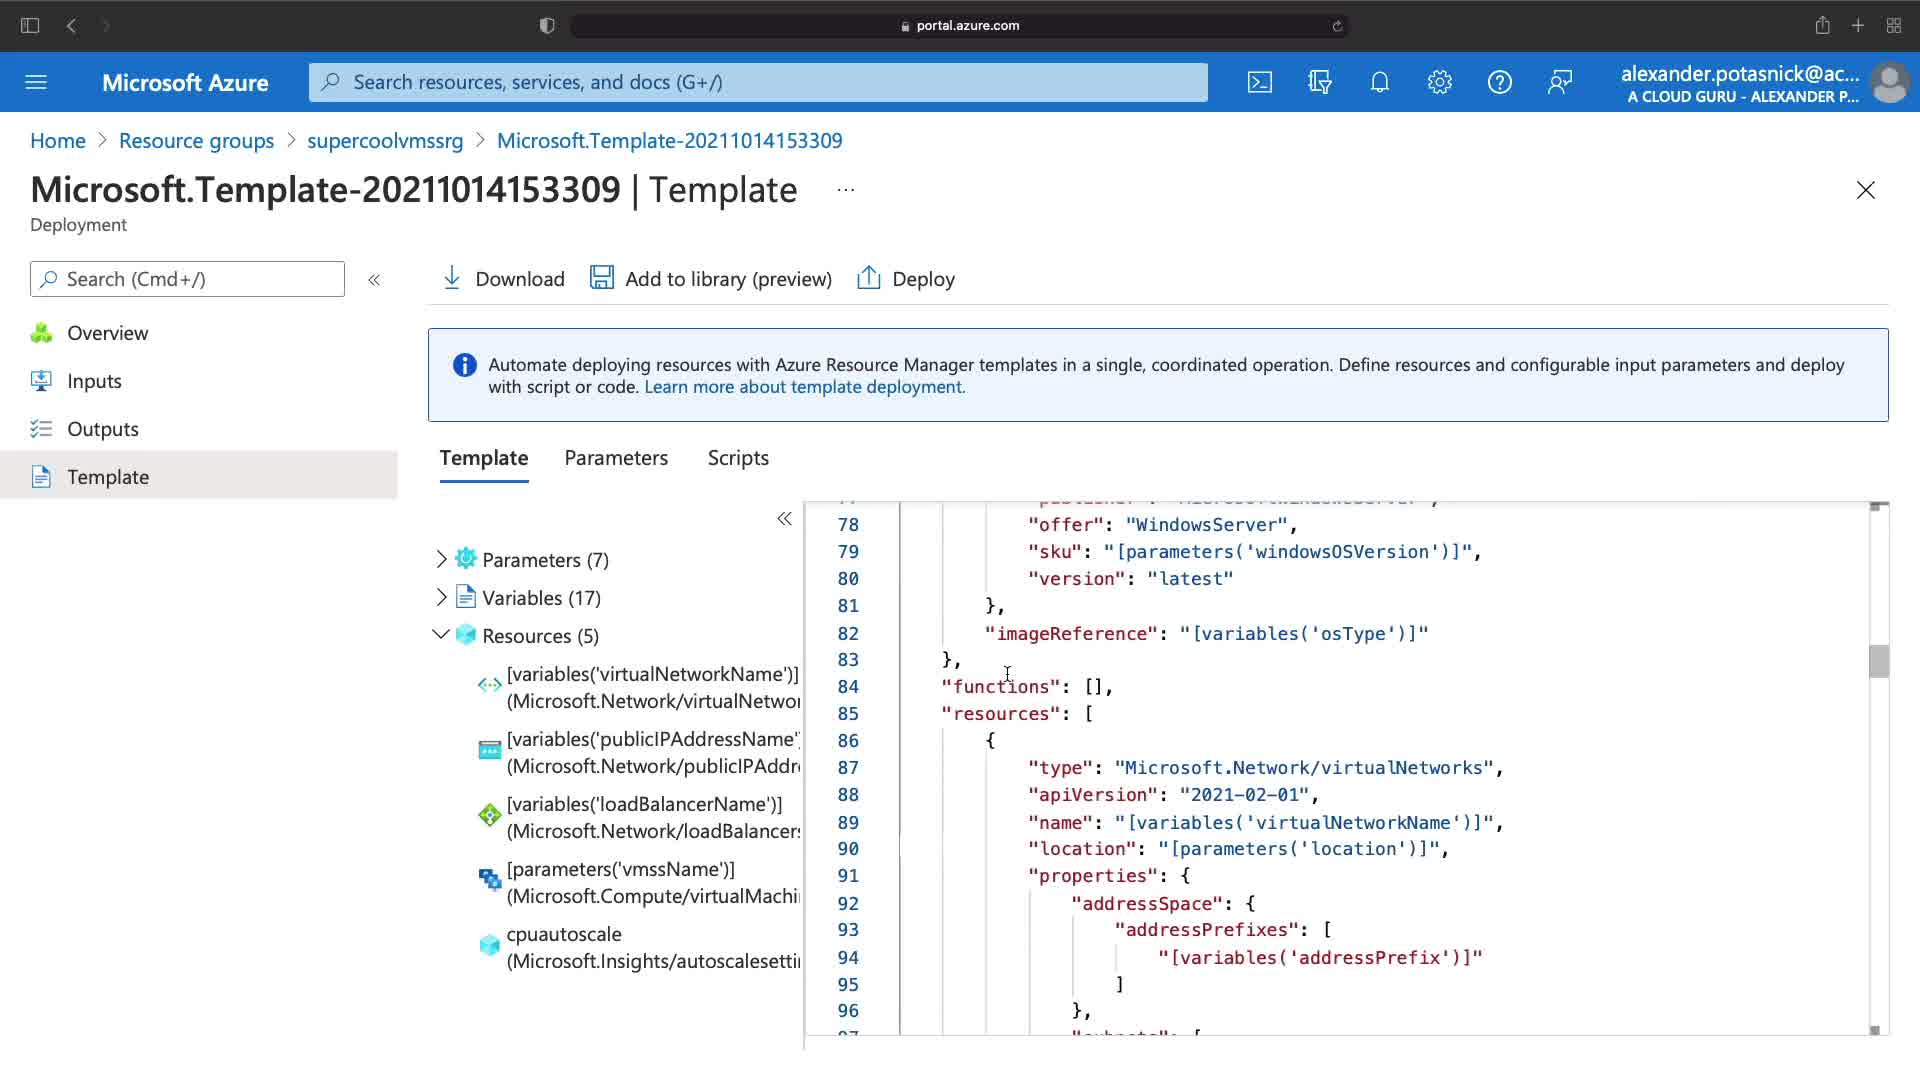 portal.azure.com
Microsoft Azure
Search resources, services, and docs (G+/)
alexander.potasnick@ac...
A CLOUD GURU - ALEXANDER P...
Home > Resource groups > supercoolvmssrg > Microsoft.Template-20211014153309
Microsoft.Template-20211014153309 | Template ...
Deployment
Search (Cmd+/)
«
Download
Add to library (preview)
Deploy
Overview
Inputs
Outputs
Template
Automate deploying resources with Azure Resource Manager templates in a single, coordinated operation. Define resources and configurable input parameters and deploy
with script or code. Learn more about template deployment.
Template
Parameters
Scripts
«
Parameters (7)
Variables (17)
Resources (5)
[variables('virtualNetworkName')]
(Microsoft.Network/virtualNetwor
[variables('publicIPAddressName'
(Microsoft.Network/publicIPAddr
[variables('loadBalancerName')]
(Microsoft.Network/loadBalancers
[parameters('vmssName')]
(Microsoft.Compute/virtualMachi
cpuautoscale
(Microsoft.Insights/autoscalesetti
78 "offer": "WindowsServer",
79 "sku": "[parameters('windowsOSVersion')]",
80 "version": "latest"
81 },
82 "imageReference": "[variables('osType')]"
83 },
84 "functions": [],
85 "resources": [
86 {
87 "type": "Microsoft.Network/virtualNetworks",
88 "apiVersion": "2021-02-01",
89 "name": "[variables('virtualNetworkName')]",
90 "location": "[parameters('location')]",
91 "properties": {
92 "addressSpace": {
93 "addressPrefixes": [
94 "[variables('addressPrefix')]"
95 ]
96 },